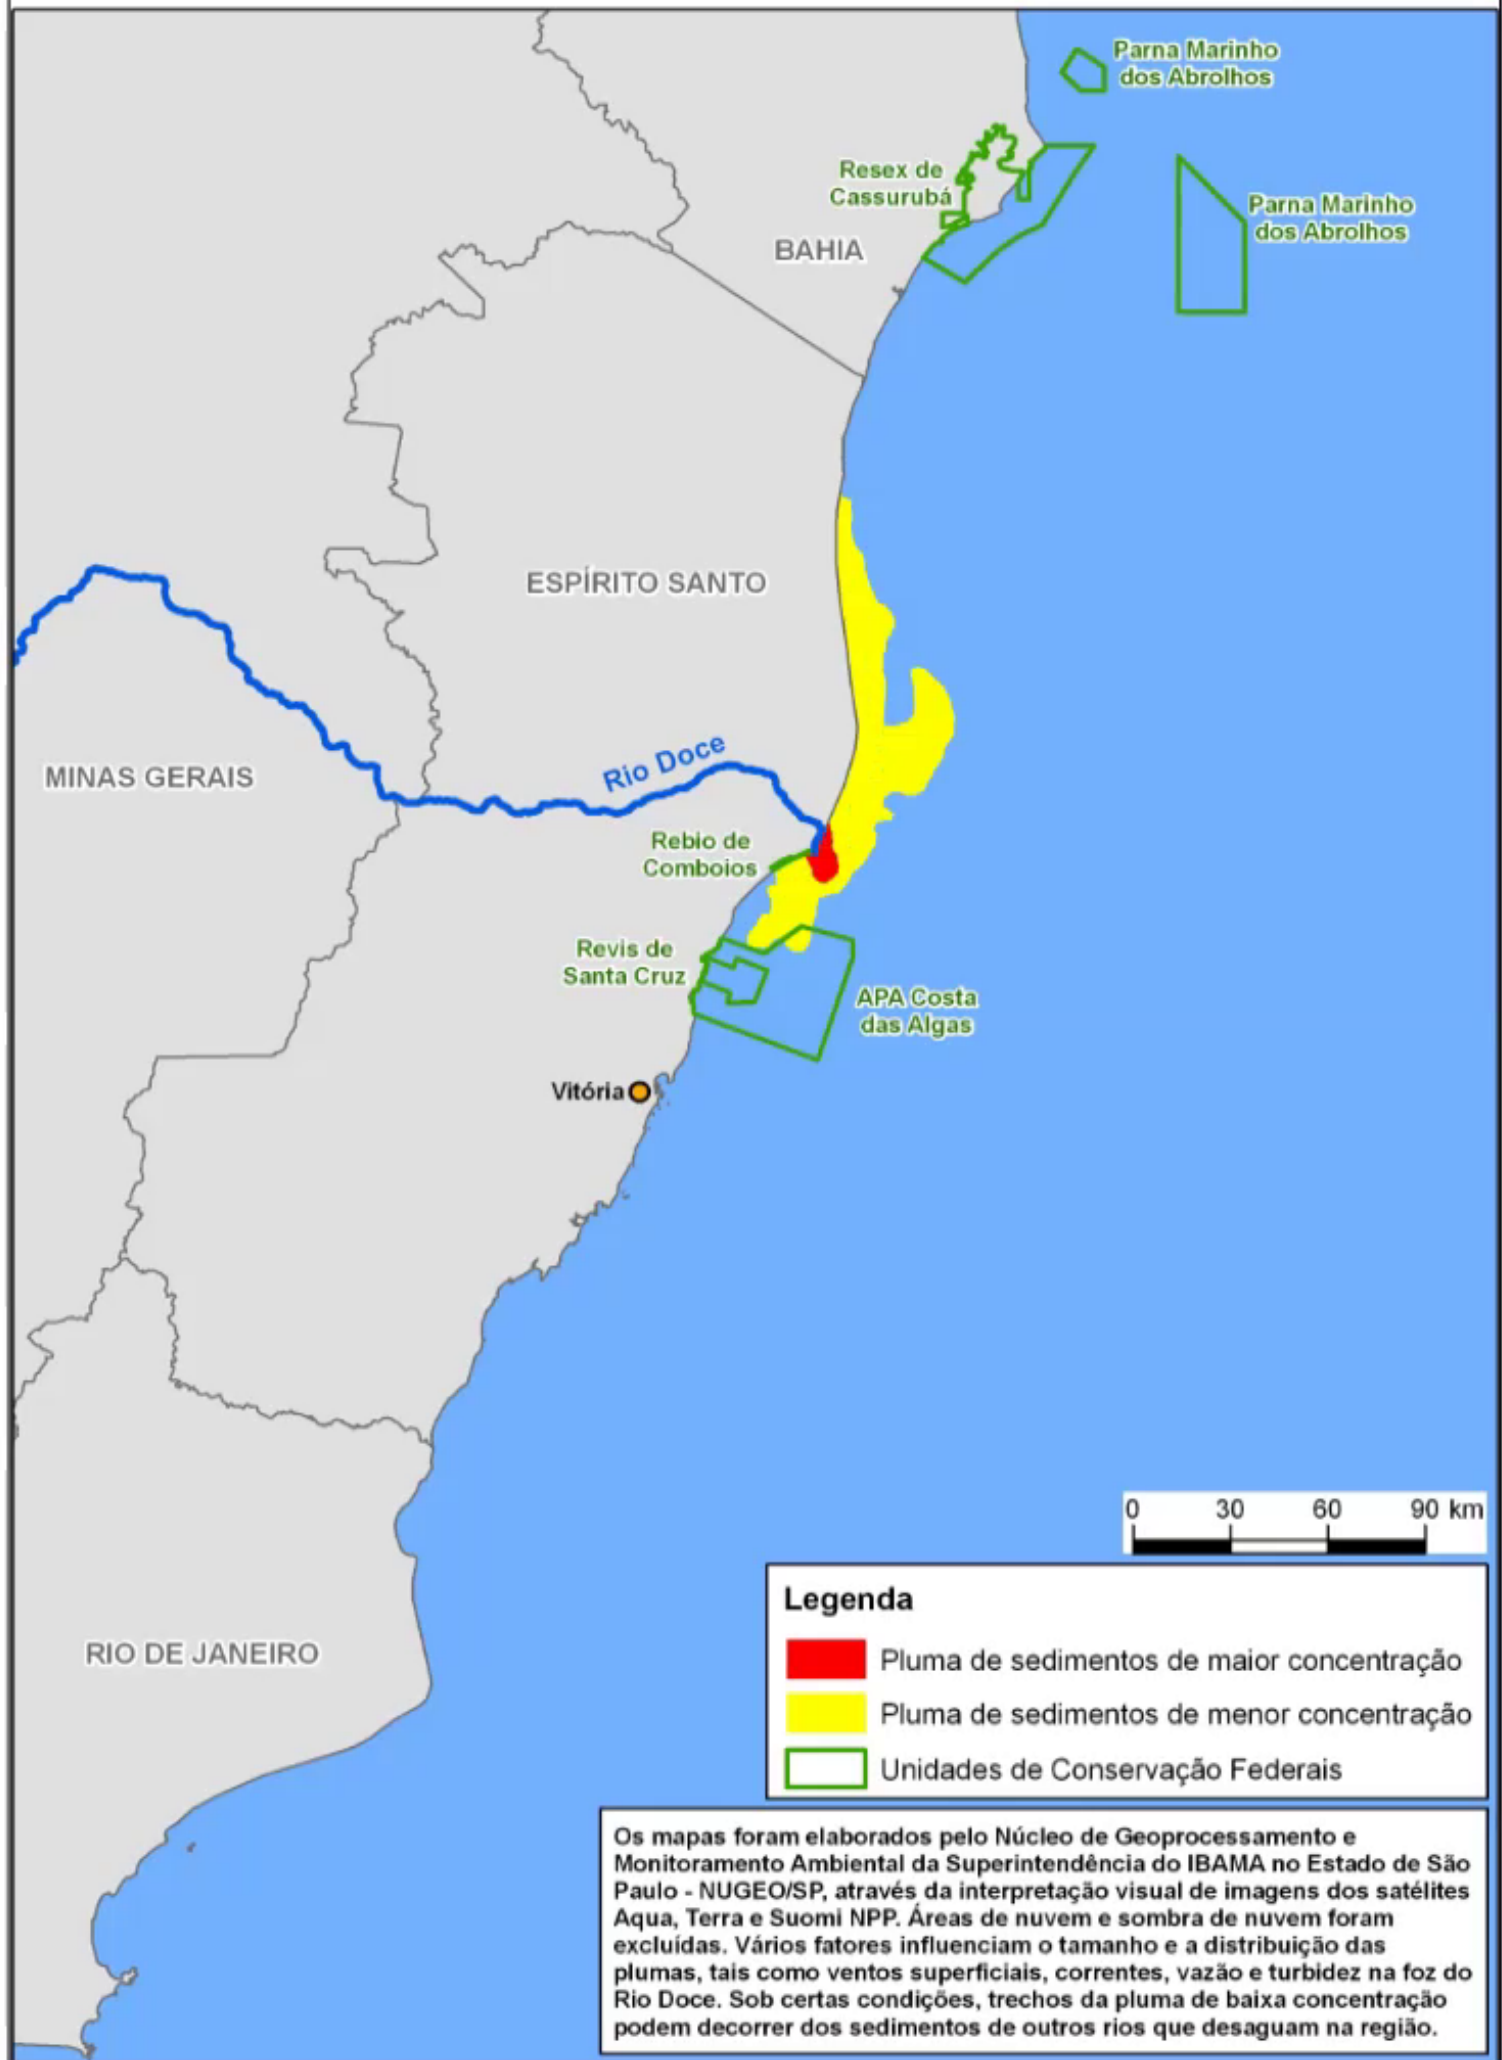 Parna Marinho
dos Abrolhos
Resex de
Cassurubá
Parna Marinho
dos Abrolhos
BAHIA
ESPÍRITO SANTO
Rio Doce
MINAS GERAIS
Rebio de
Comboios
Revis de
Santa Cruz
APA Costa
das Algas
Vitória
0 30 60 90 km
Legenda
RIO DE JANEIRO
Pluma de sedimentos de maior concentração
Pluma de sedimentos de menor concentração
Unidades de Conservação Federais
Os mapas foram elaborados pelo Núcleo de Geoprocessamento e
Monitoramento Ambiental da Superintendência do IBAMA no Estado de São
Paulo - NUGEO/SP, através da interpretação visual de imagens dos satélites
Aqua, Terra e Suomi NPP. Áreas de nuvem e sombra de nuvem foram
excluídas. Vários fatores influenciam o tamanho e a distribuição das
plumas, tais como ventos superficiais, correntes, vazão e turbidez na foz do
Rio Doce. Sob certas condições, trechos da pluma de baixa concentração
podem decorrer dos sedimentos de outros rios que desaguam na região.